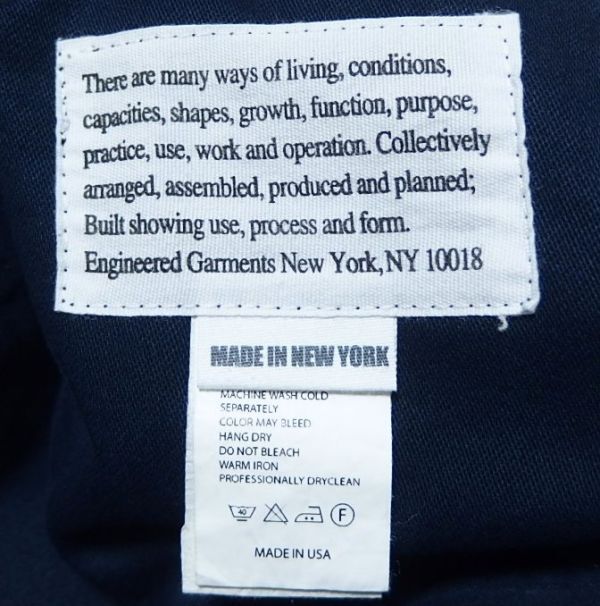 There are many ways of living, conditions,
capacities, shapes, growth, function, purpose,
practice, use, work and operation. Collectively
arranged, assembled, produced and planned;
Built showing use, process and form.
Engineered Garments New York, NY 10018
MADE IN NEW YORK
MACHINE WASH COLD
SEPARATELY
COLOR MAY BLEED
HANG DRY
DO NOT BLEACH
WARM IRON
PROFESSIONALLY DRYCLEAN
40 F
MADE IN USA